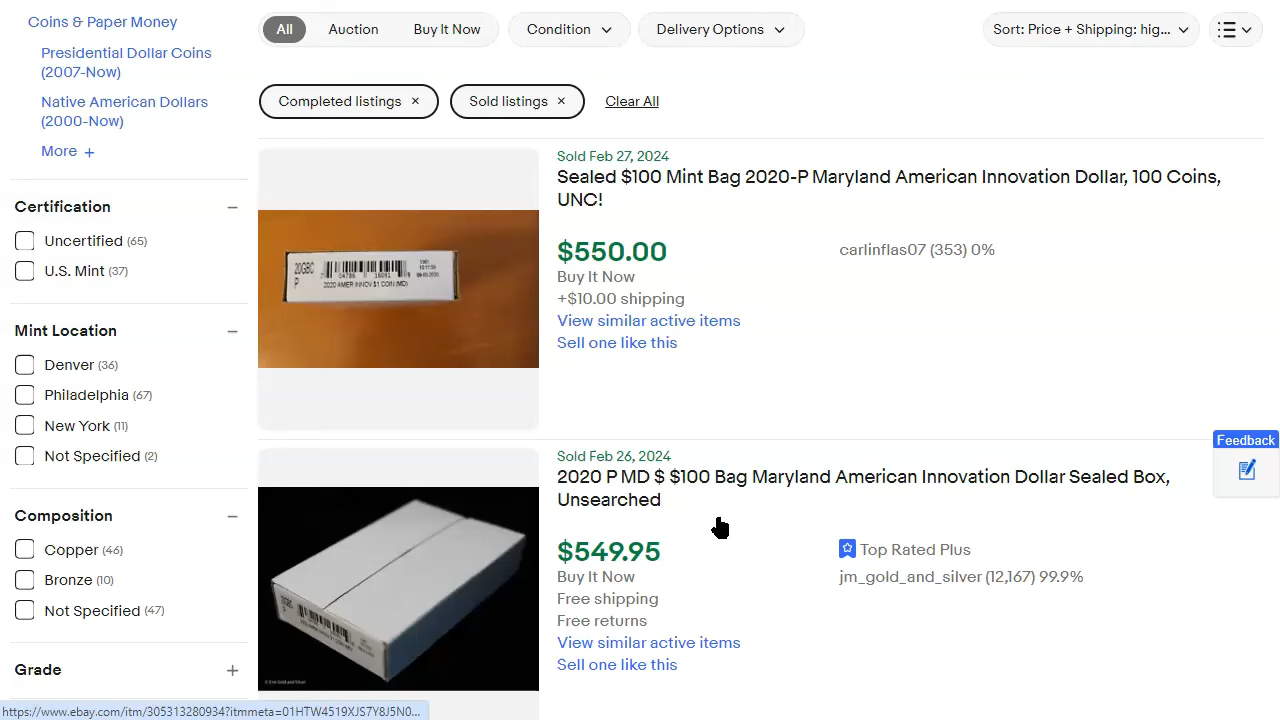 Coins & Paper Money
Presidential Dollar Coins
(2007-Now)
Native American Dollars
(2000-Now)
More +
Certification
Uncertified (65)
U.S. Mint (37)
Mint Location
Denver (36)
Philadelphia (67)
New York (11)
Not Specified (2)
Composition
Copper (46)
Bronze (10)
Not Specified (47)
Grade
All
Auction
Buy It Now
Condition
Delivery Options
Sort: Price + Shipping: hig...
Completed listings ×
Sold listings ×
Clear All
Sold Feb 27, 2024
Sealed $100 Mint Bag 2020-P Maryland American Innovation Dollar, 100 Coins,
UNC!
$550.00
Buy It Now
+$10.00 shipping
View similar active items
Sell one like this
carlinflas07 (353) 0%
20GBC
P
2020 AMER INNOV $1 COIN (MD)
Sold Feb 26, 2024
2020 P MD $ $100 Bag Maryland American Innovation Dollar Sealed Box,
Unsearched
$549.95
Buy It Now
Free shipping
Free returns
View similar active items
Sell one like this
Top Rated Plus
jm_gold_and_silver (12,167) 99.9%
Feedback
https://www.ebay.com/itm/305313280934?itmmeta=01HTW4519XJS7Y8J5N0...